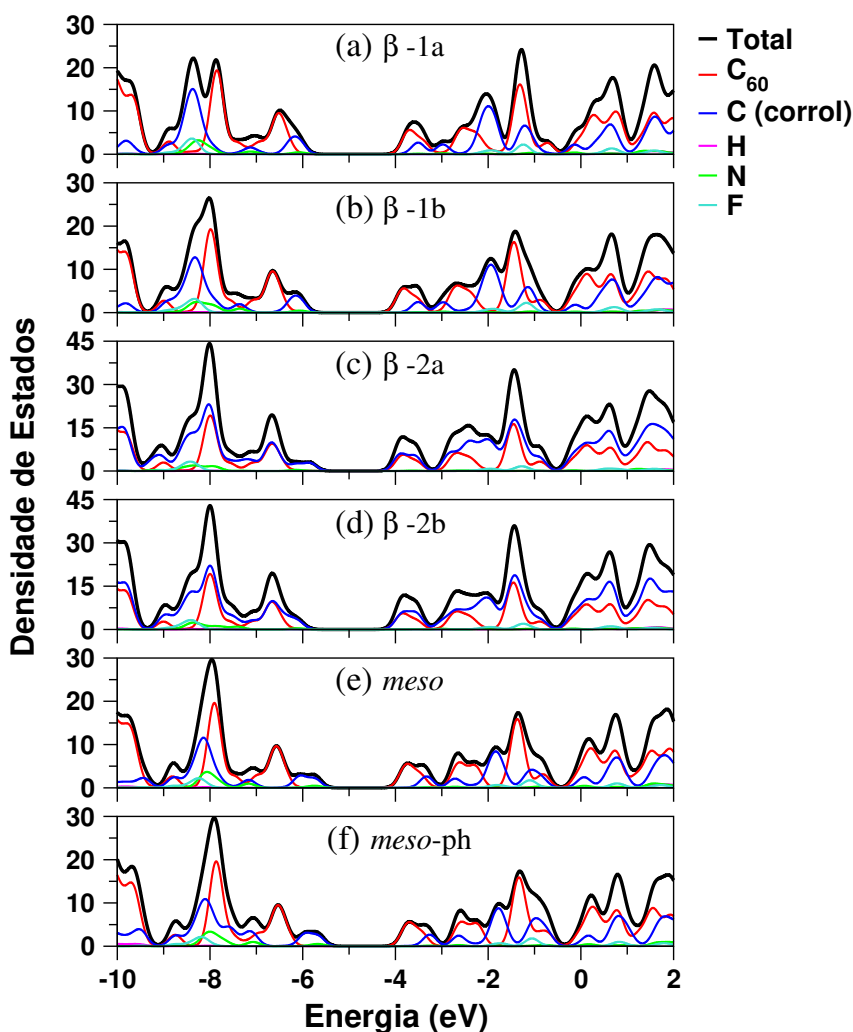 30
20
10
0
(a) β -1a
Total
C60
C (corrol)
H
N
F
30
20
10
0
(b) β -1b
45
30
15
0
(c) β -2a
45
30
15
0
(d) β -2b
30
20
10
0
(e) meso
30
20
10
0
(f) meso-ph
-10 -8 -6 -4 -2 0 2
Energia (eV)
Densidade de Estados